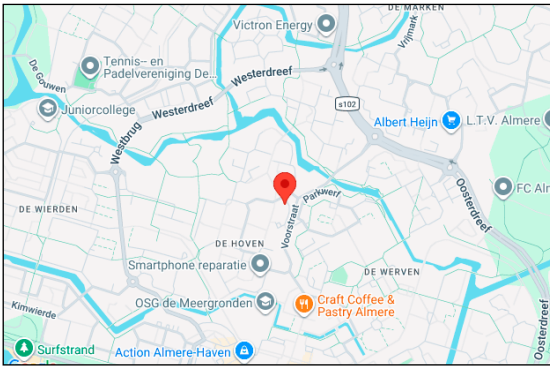 DE MARKEN
Victron Energy
Vrijmark
Tennis- en
Padelvereniging De...
De Gouwen
Westerdreef
Juniorcollege
Westerdreef
s102
Albert Heijn
L.T.V. Almere
Westbrug
Oosterdreef
FC Alm
Parkwerf
DE WIERDEN
Voorstraat
DE HOVEN
Smartphone reparatie
DE WERVEN
OSG de Meergronden
Craft Coffee &
Pastry Almere
Kimwierde
Surfstrand
Action Almere-Haven
Oosterdreef